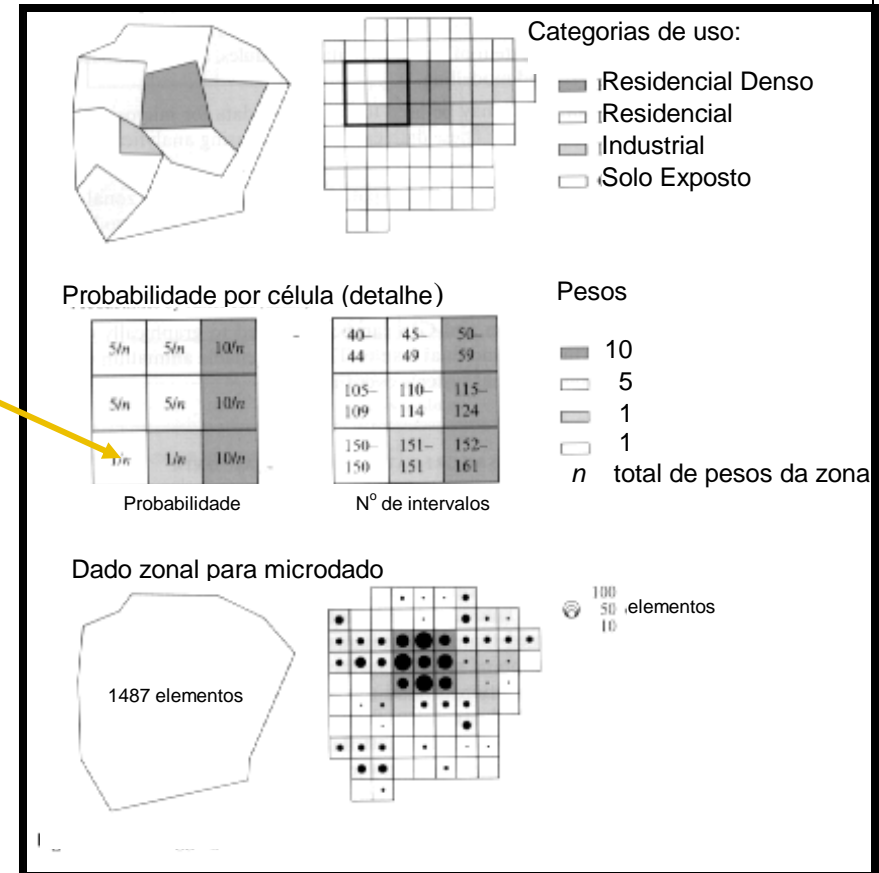 Categorias de uso:
Residencial Denso
Residencial
Industrial
Solo Exposto
Probabilidade por célula (detalhe)
5/n 5/n 10/n
5/n 5/n 10/n
1/n 1/n 10/n
Probabilidade
40– 45– 50–
44 49 59
105– 110– 115–
109 114 124
150– 151– 152–
150 151 161
Nº de intervalos
Pesos
10
5
1
1
n total de pesos da zona
Dado zonal para microdado
1487 elementos
100
50 elementos
10